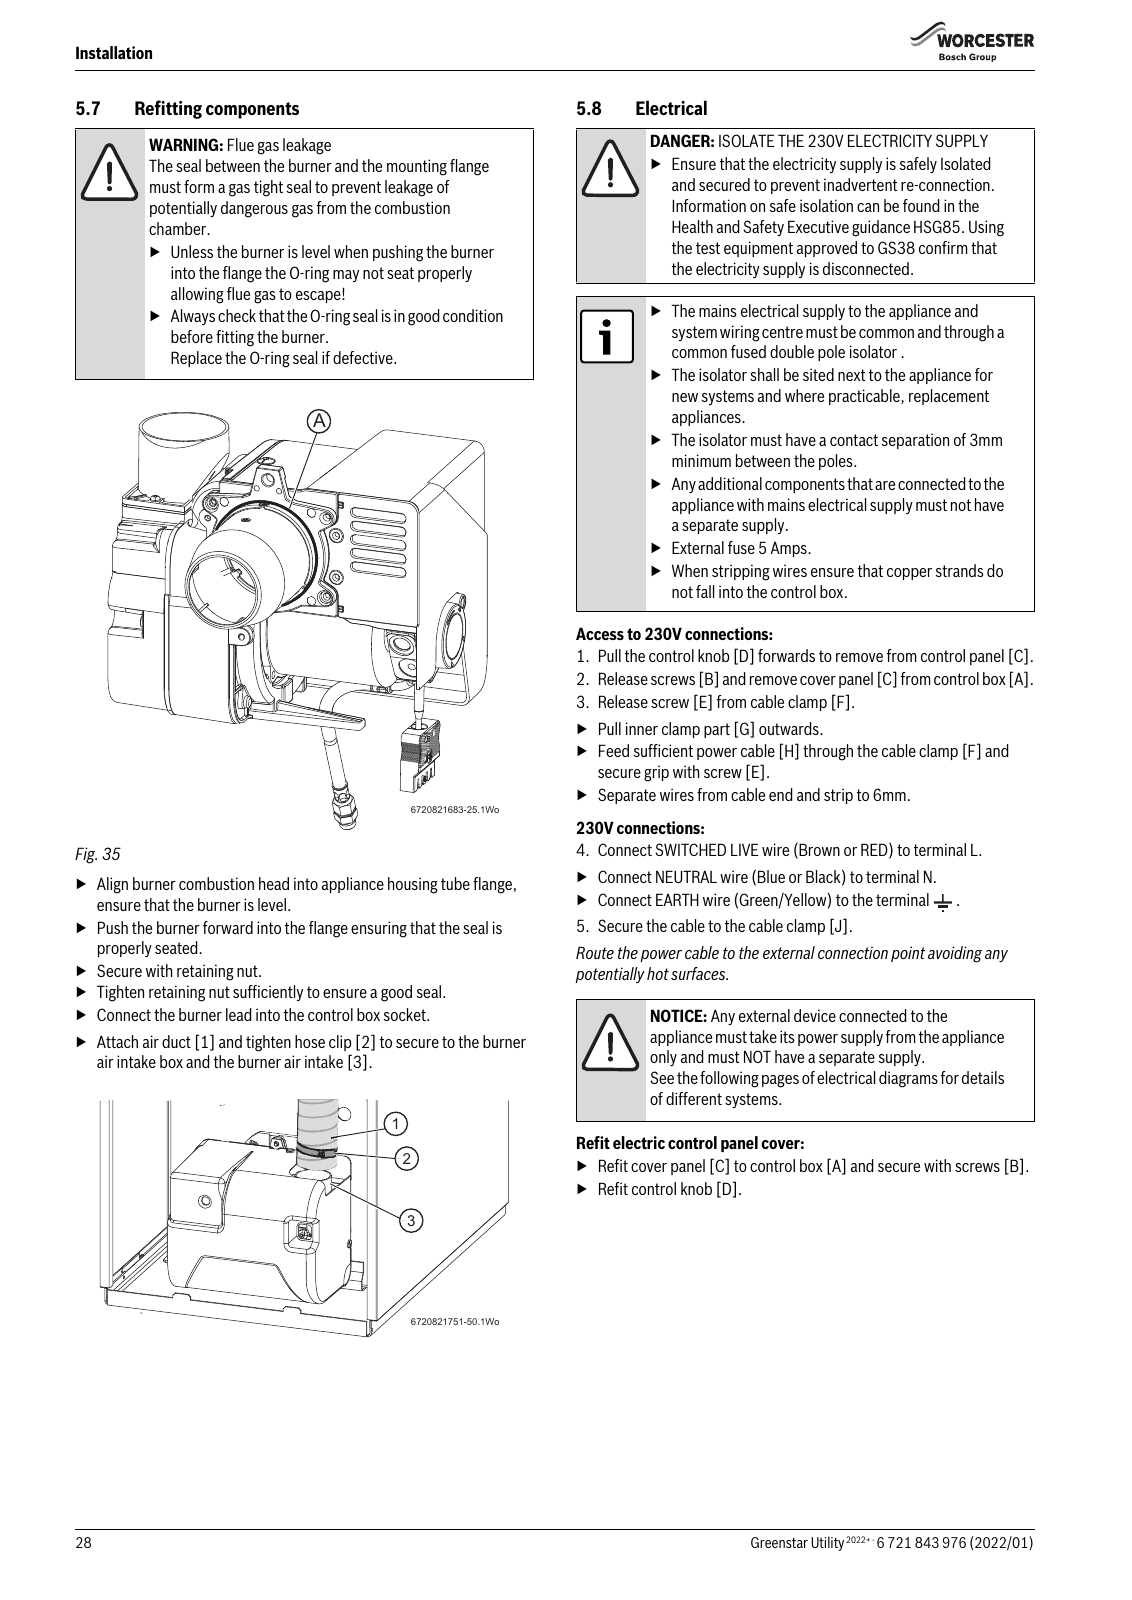 Installation
WORCESTER
Bosch Group
5.7 Refitting components
WARNING: Flue gas leakage
The seal between the burner and the mounting flange
must form a gas tight seal to prevent leakage of
potentially dangerous gas from the combustion
chamber.
▶ Unless the burner is level when pushing the burner
into the flange the O-ring may not seat properly
allowing flue gas to escape!
▶ Always check that the O-ring seal is in good condition
before fitting the burner.
Replace the O-ring seal if defective.
A
6720821683-25.1Wo
Fig. 35
▶ Align burner combustion head into appliance housing tube flange,
ensure that the burner is level.
▶ Push the burner forward into the flange ensuring that the seal is
properly seated.
▶ Secure with retaining nut.
▶ Tighten retaining nut sufficiently to ensure a good seal.
▶ Connect the burner lead into the control box socket.
▶ Attach air duct [1] and tighten hose clip [2] to secure to the burner
air intake box and the burner air intake [3].
1
2
3
6720821751-50.1Wo
5.8 Electrical
DANGER: ISOLATE THE 230V ELECTRICITY SUPPLY
▶ Ensure that the electricity supply is safely Isolated
and secured to prevent inadvertent re-connection.
Information on safe isolation can be found in the
Health and Safety Executive guidance HSG85. Using
the test equipment approved to GS38 confirm that
the electricity supply is disconnected.
i
▶ The mains electrical supply to the appliance and
system wiring centre must be common and through a
common fused double pole isolator .
▶ The isolator shall be sited next to the appliance for
new systems and where practicable, replacement
appliances.
▶ The isolator must have a contact separation of 3mm
minimum between the poles.
▶ Any additional components that are connected to the
appliance with mains electrical supply must not have
a separate supply.
▶ External fuse 5 Amps.
▶ When stripping wires ensure that copper strands do
not fall into the control box.
Access to 230V connections:
1. Pull the control knob [D] forwards to remove from control panel [C].
2. Release screws [B] and remove cover panel [C] from control box [A].
3. Release screw [E] from cable clamp [F].
▶ Pull inner clamp part [G] outwards.
▶ Feed sufficient power cable [H] through the cable clamp [F] and
secure grip with screw [E].
▶ Separate wires from cable end and strip to 6mm.
230V connections:
4. Connect SWITCHED LIVE wire (Brown or RED) to terminal L.
▶ Connect NEUTRAL wire (Blue or Black) to terminal N.
▶ Connect EARTH wire (Green/Yellow) to the terminal ⏚ .
5. Secure the cable to the cable clamp [J].
Route the power cable to the external connection point avoiding any
potentially hot surfaces.
NOTICE: Any external device connected to the
appliance must take its power supply from the appliance
only and must NOT have a separate supply.
See the following pages of electrical diagrams for details
of different systems.
Refit electric control panel cover:
▶ Refit cover panel [C] to control box [A] and secure with screws [B].
▶ Refit control knob [D].
28
Greenstar Utility 2022+ - 6 721 843 976 (2022/01)